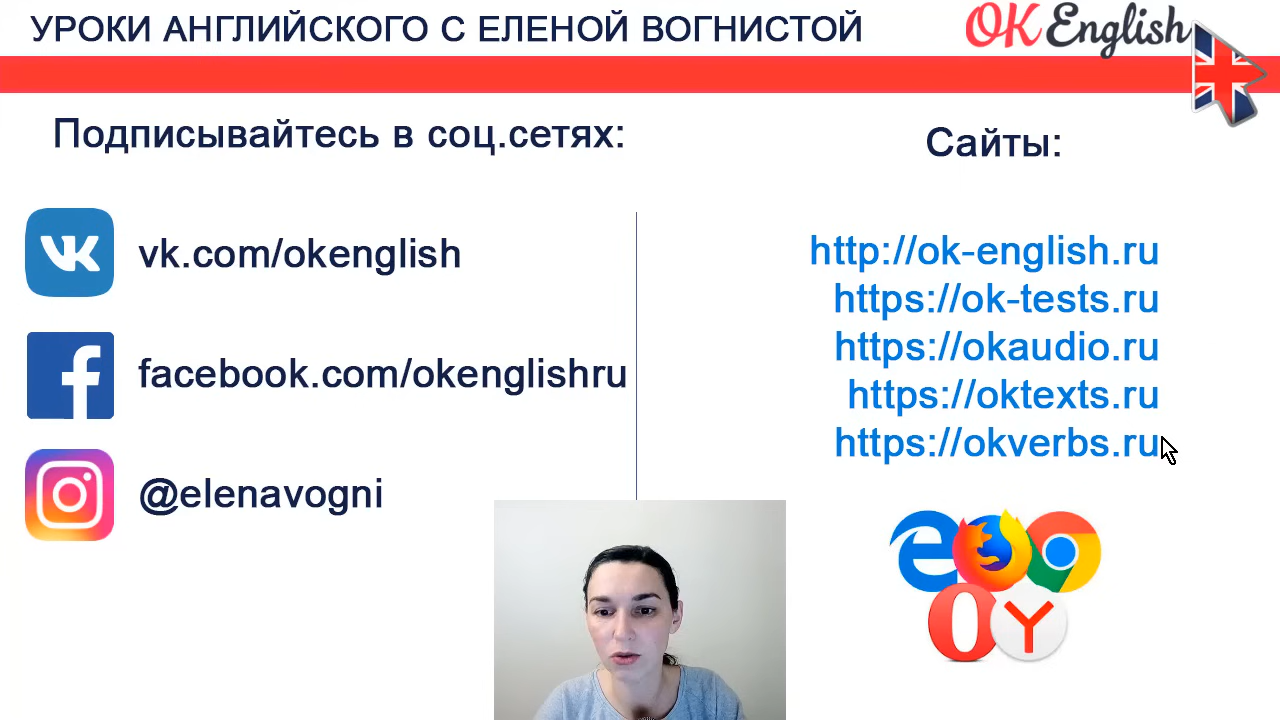 УРОКИ АНГЛИЙСКОГО С ЕЛЕНОЙ ВОГНИСТОЙ
OK English
Подписывайтесь в соц.сетях:
vk.com/okenglish
facebook.com/okenglishru
@elenavogni
Сайты:
http://ok-english.ru
https://ok-tests.ru
https://okaudio.ru
https://oktexts.ru
https://okverbs.ru